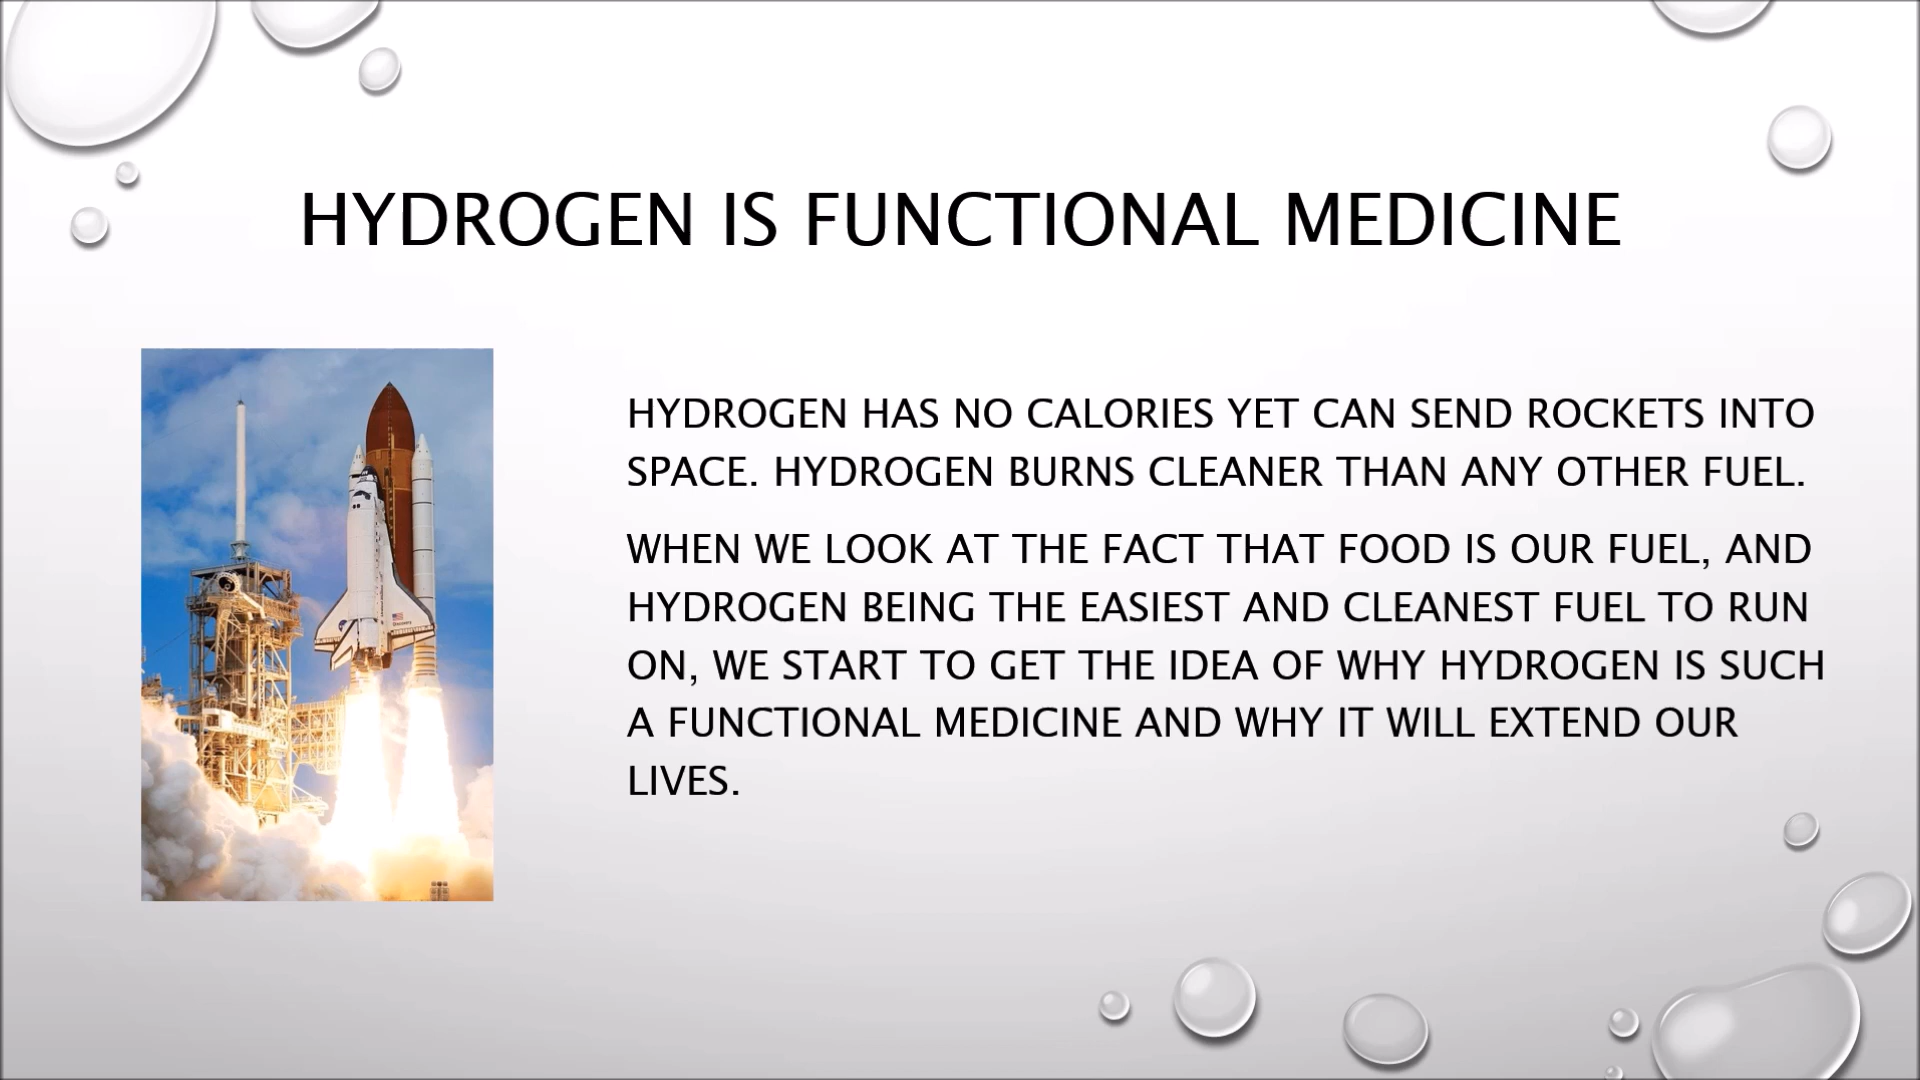 HYDROGEN IS FUNCTIONAL MEDICINE
HYDROGEN HAS NO CALORIES YET CAN SEND ROCKETS INTO
SPACE. HYDROGEN BURNS CLEANER THAN ANY OTHER FUEL.
WHEN WE LOOK AT THE FACT THAT FOOD IS OUR FUEL, AND
HYDROGEN BEING THE EASIEST AND CLEANEST FUEL TO RUN
ON, WE START TO GET THE IDEA OF WHY HYDROGEN IS SUCH
A FUNCTIONAL MEDICINE AND WHY IT WILL EXTEND OUR
LIVES.